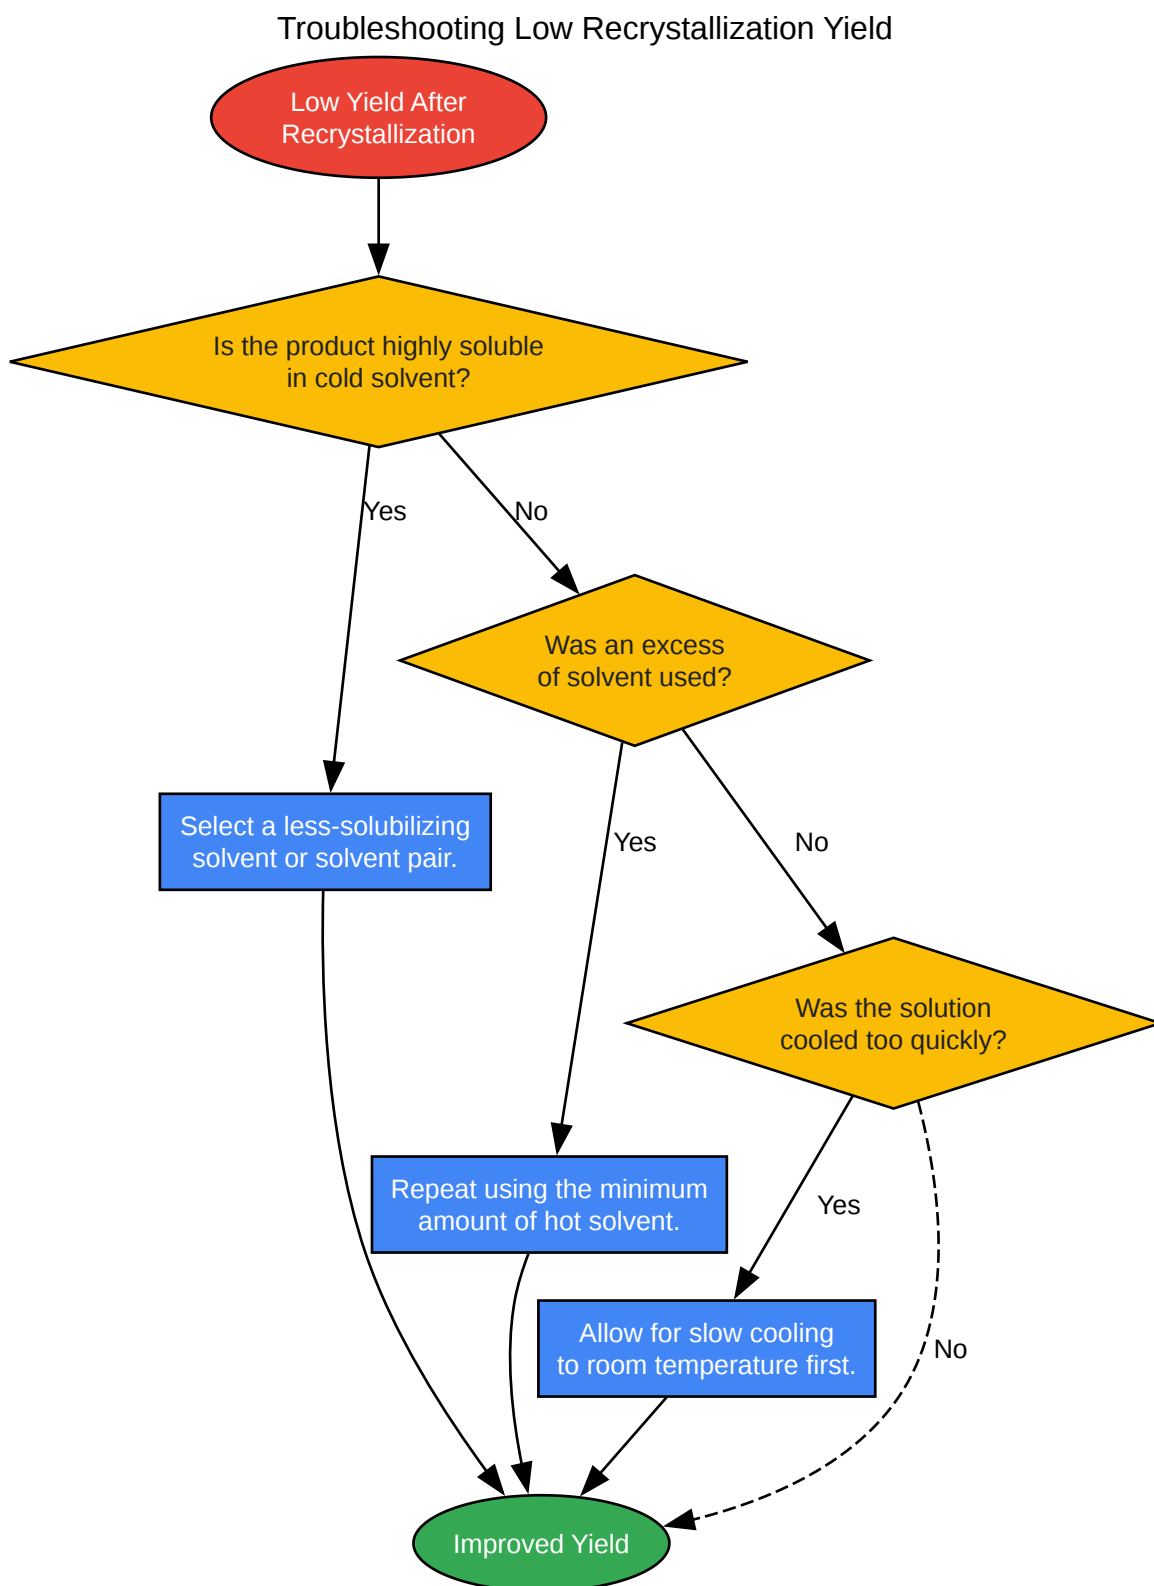 Troubleshooting Low Recrystallization Yield
Low Yield After
Recrystallization
Is the product highly soluble
in cold solvent?
Yes
No
Was an excess
of solvent used?
Select a less-solubilizing
solvent or solvent pair.
Yes
No
Was the solution
cooled too quickly?
Repeat using the minimum
amount of hot solvent.
Yes
Allow for slow cooling
to room temperature first.
No
Improved Yield